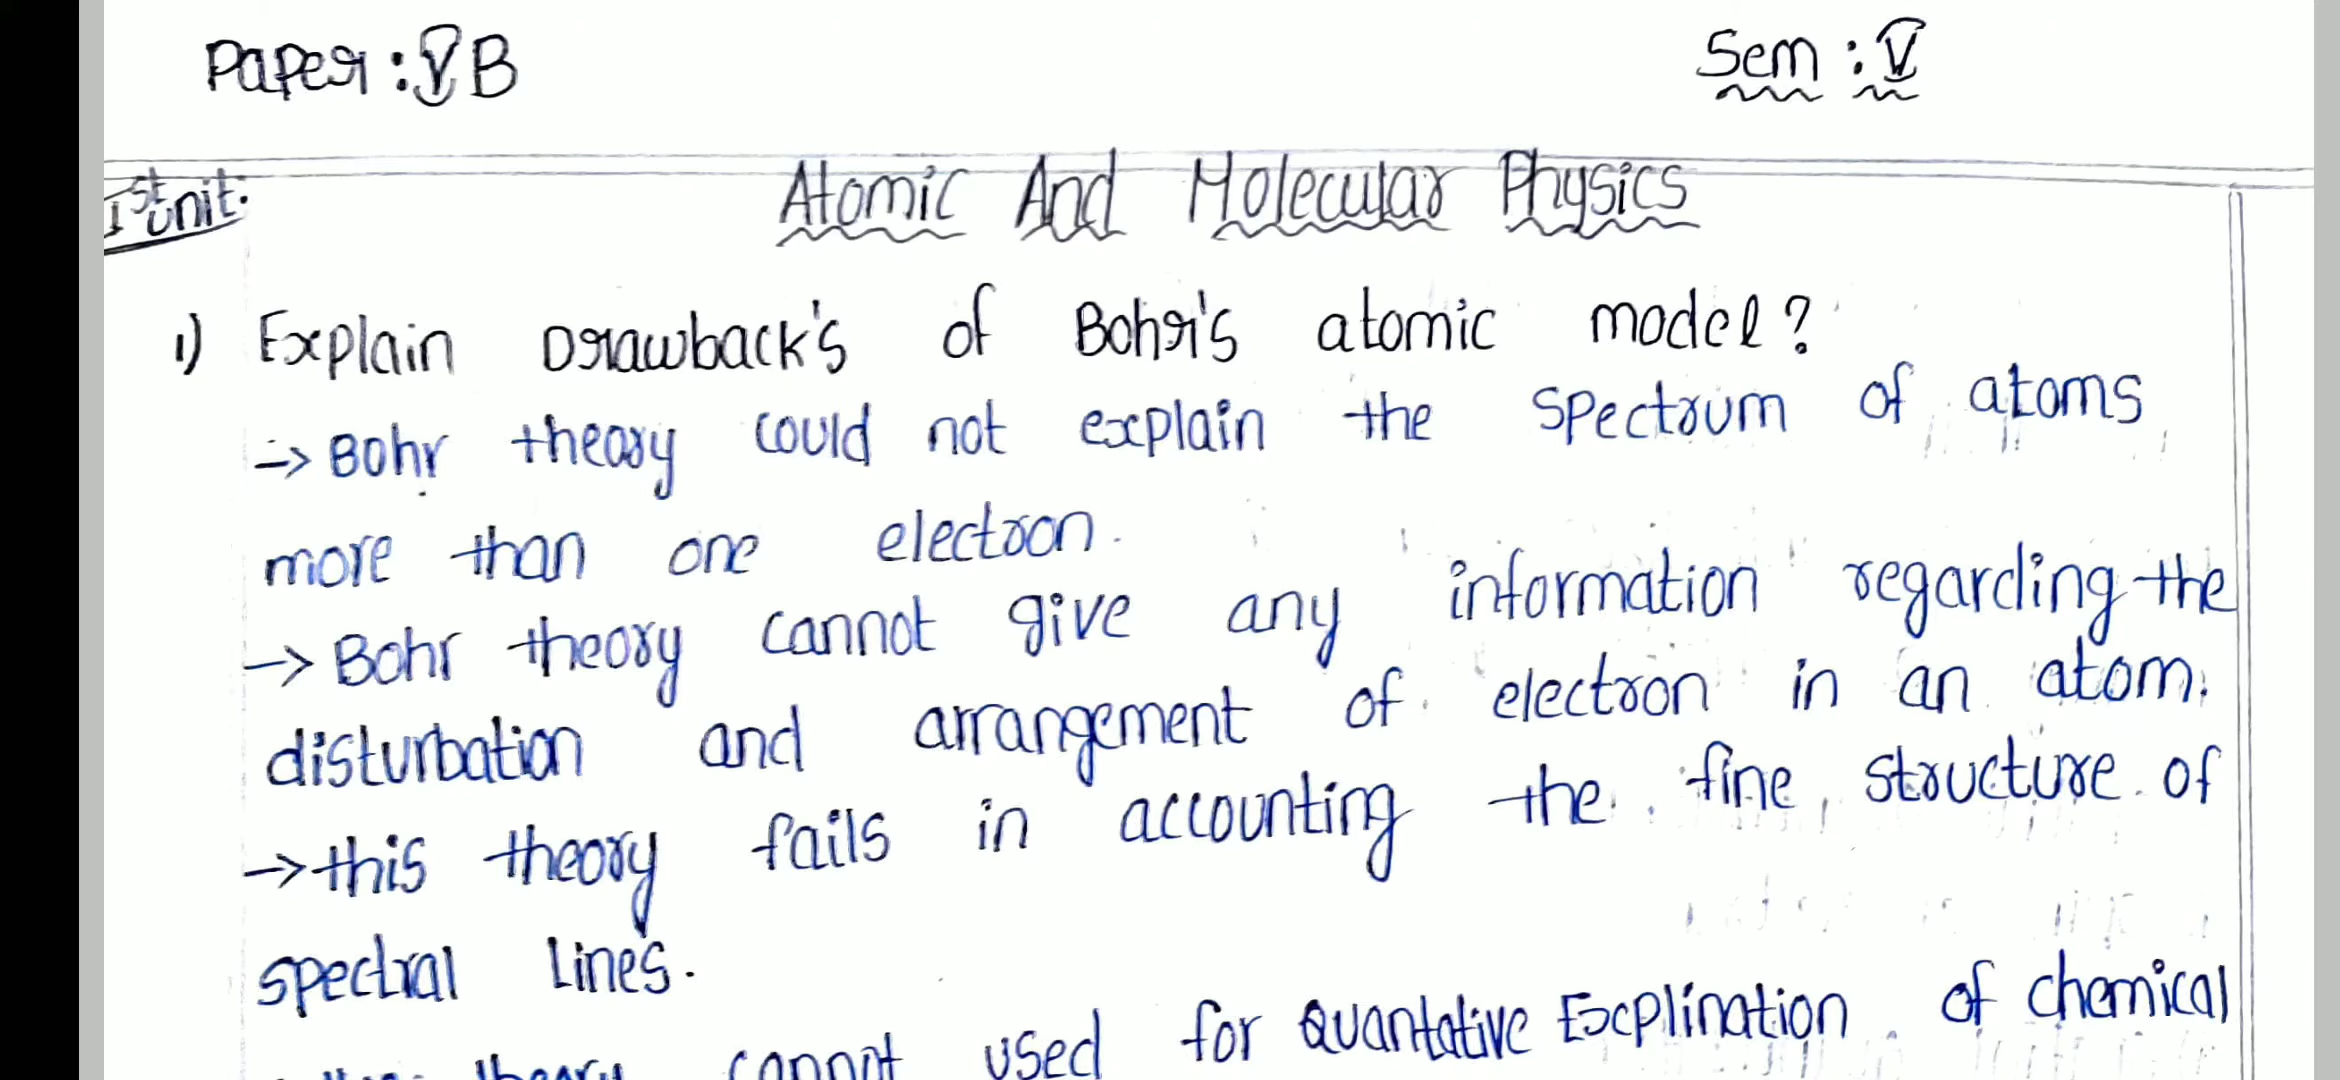 Paper : V B
Sem : V
Ist unit.
Atomic And Molecular Physics
1) Explain Drawback's of Bohr's atomic model?
-> Bohr theory could not explain the spectrum of atoms
more than one electron.
-> Bohr theory cannot give any information regarding the
disturbation and arrangement of electron in an atom.
-> this theory fails in accounting the fine structure of
spectral Lines.
theory cannot used for Quantative Explination of chemical